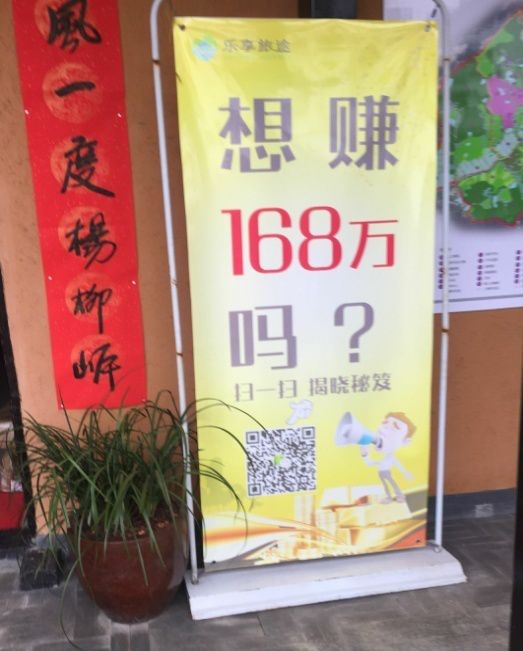 風一度楊柳岍
乐享旅途
想赚
168万
吗？
扫一扫 揭晓秘笈